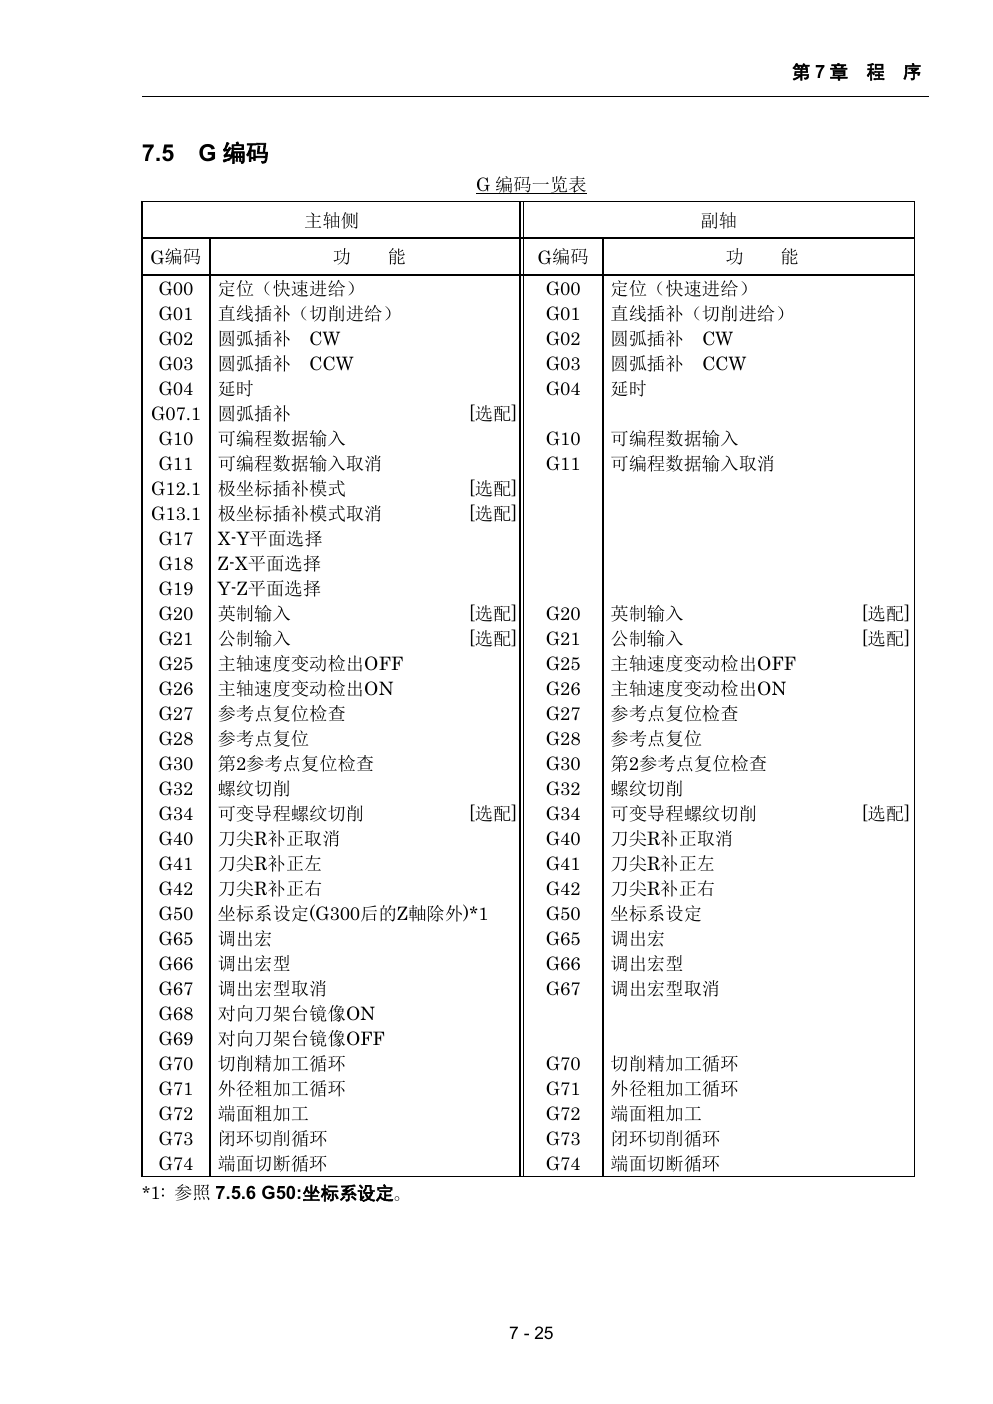 第 7 章　程　序
7.5　G 编码
G 编码一览表
主轴侧　副轴
G编码　功　　能　G编码　功　　能
G00　定位（快速进给）　G00　定位（快速进给）
G01　直线插补（切削进给）　G01　直线插补（切削进给）
G02　圆弧插补　CW　G02　圆弧插补　CW
G03　圆弧插补　CCW　G03　圆弧插补　CCW
G04　延时　G04　延时
G07.1　圆弧插补　[选配]
G10　可编程数据输入　G10　可编程数据输入
G11　可编程数据输入取消　G11　可编程数据输入取消
G12.1　极坐标插补模式　[选配]
G13.1　极坐标插补模式取消　[选配]
G17　X-Y平面选择
G18　Z-X平面选择
G19　Y-Z平面选择
G20　英制输入　[选配]　G20　英制输入　[选配]
G21　公制输入　[选配]　G21　公制输入　[选配]
G25　主轴速度变动检出OFF　G25　主轴速度变动检出OFF
G26　主轴速度变动检出ON　G26　主轴速度变动检出ON
G27　参考点复位检查　G27　参考点复位检查
G28　参考点复位　G28　参考点复位
G30　第2参考点复位检查　G30　第2参考点复位检查
G32　螺纹切削　G32　螺纹切削
G34　可变导程螺纹切削　[选配]　G34　可变导程螺纹切削　[选配]
G40　刀尖R补正取消　G40　刀尖R补正取消
G41　刀尖R补正左　G41　刀尖R补正左
G42　刀尖R补正右　G42　刀尖R补正右
G50　坐标系设定(G300后的Z軸除外)*1　G50　坐标系设定
G65　调出宏　G65　调出宏
G66　调出宏型　G66　调出宏型
G67　调出宏型取消　G67　调出宏型取消
G68　对向刀架台镜像ON
G69　对向刀架台镜像OFF
G70　切削精加工循环　G70　切削精加工循环
G71　外径粗加工循环　G71　外径粗加工循环
G72　端面粗加工　G72　端面粗加工
G73　闭环切削循环　G73　闭环切削循环
G74　端面切断循环　G74　端面切断循环
*1: 参照 7.5.6 G50:坐标系设定。
7 - 25